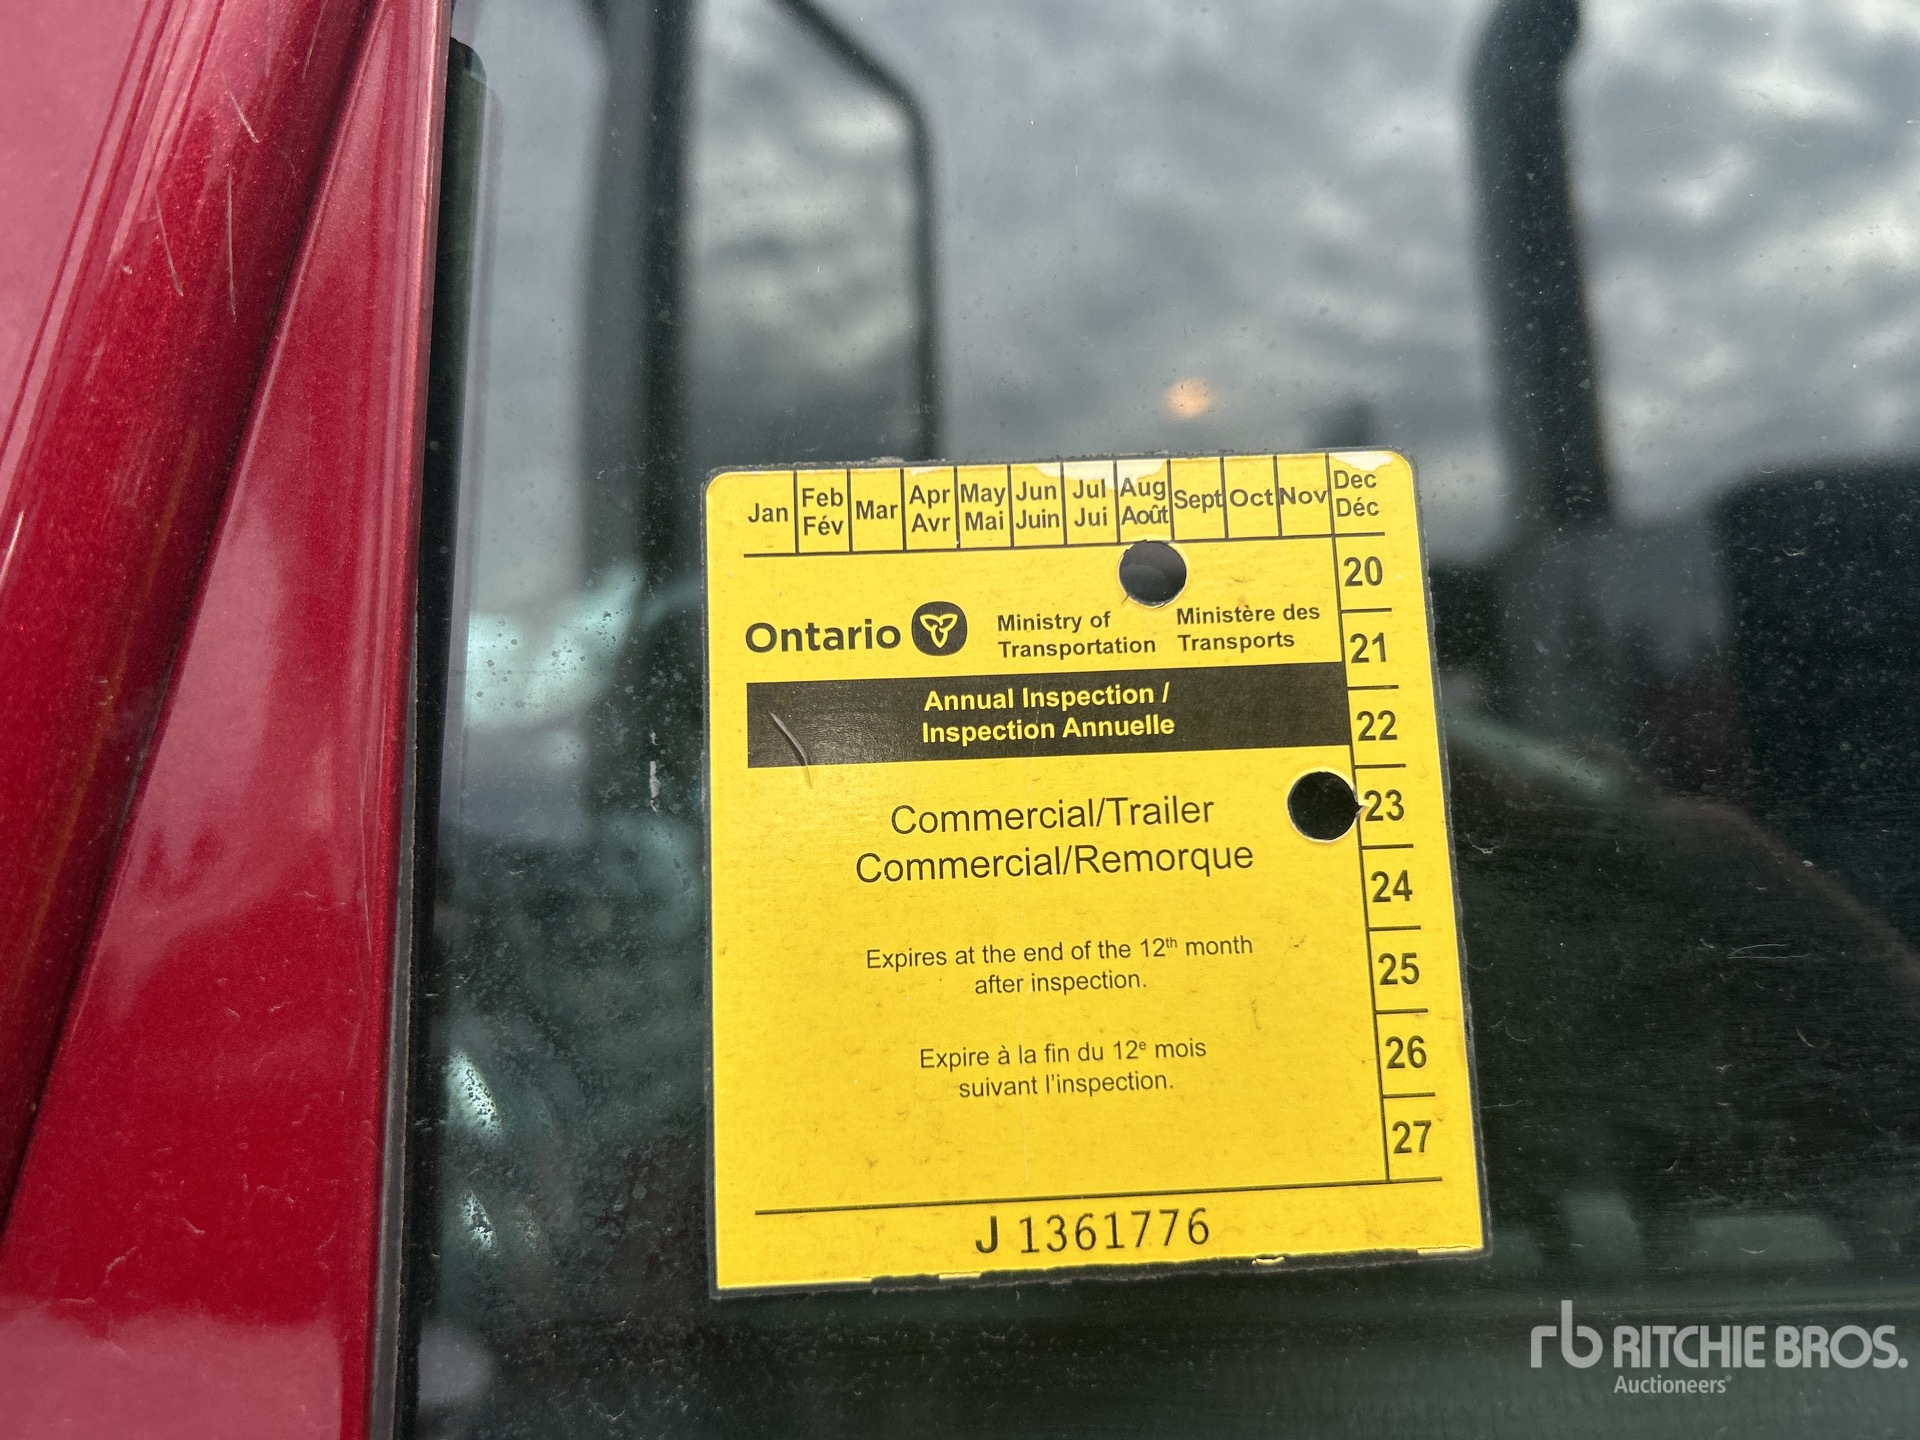 Jan Feb Mar Apr May Jun Jul Aug Sept Oct Nov Dec
Fév Avr Mai Juin Jui Août Déc
20
Ontario
Ministry of
Transportation
Ministère des
Transports
21
Annual Inspection /
Inspection Annuelle
22
Commercial/Trailer
Commercial/Remorque
23
24
Expires at the end of the 12th month
after inspection.
25
Expire à la fin du 12e mois
suivant l'inspection.
26
27
J 1361776
rb RITCHIE BROS.
Auctioneers